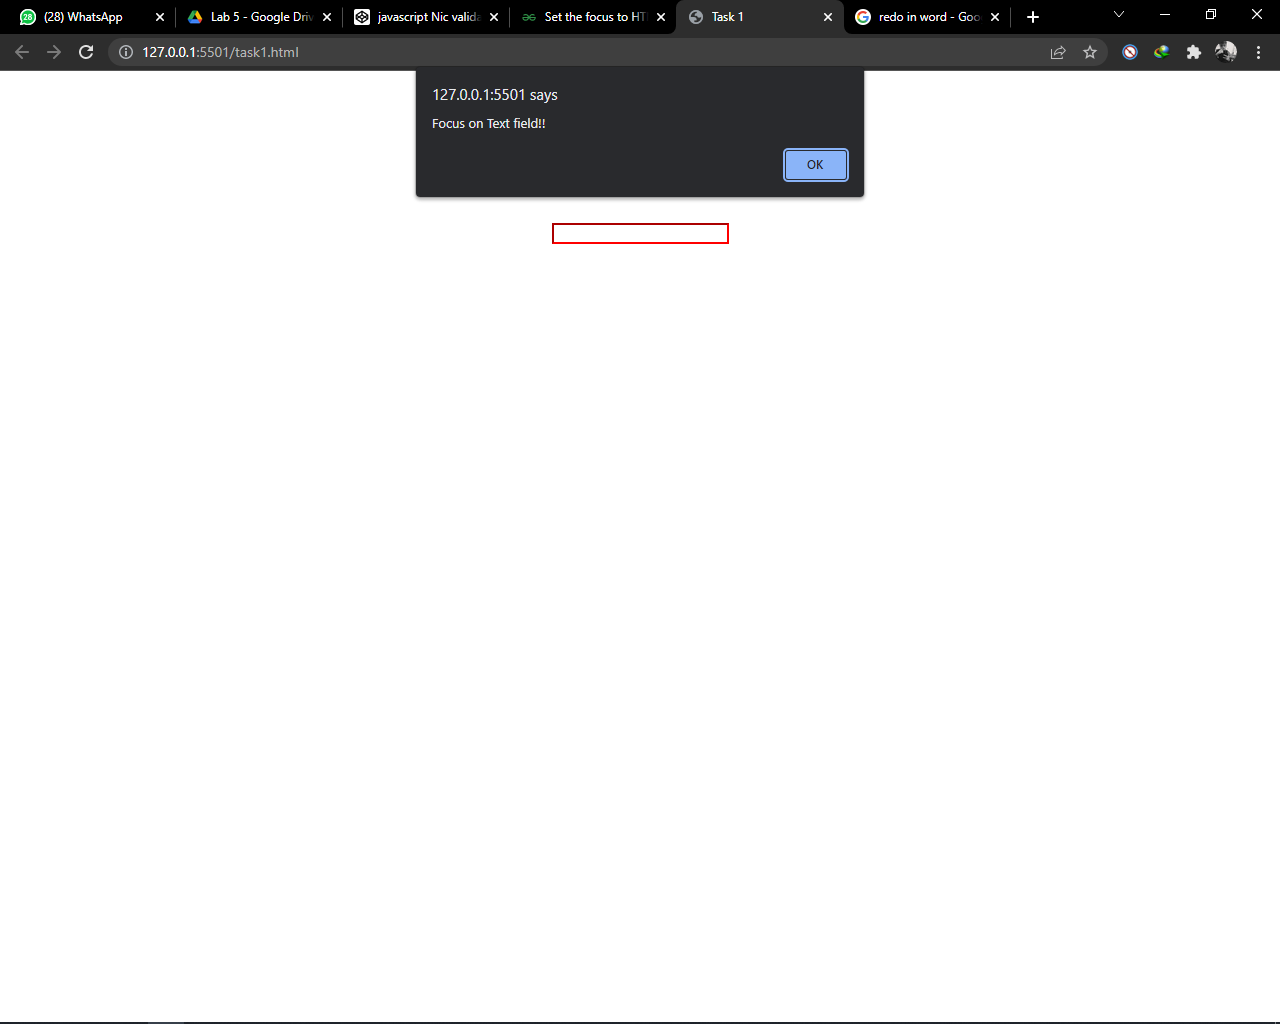 (28) WhatsApp
Lab 5 - Google Driv
javascript Nic valida
Set the focus to HT
Task 1
redo in word - Goo
127.0.0.1:5501/task1.html
127.0.0.1:5501 says
Focus on Text field!!
OK